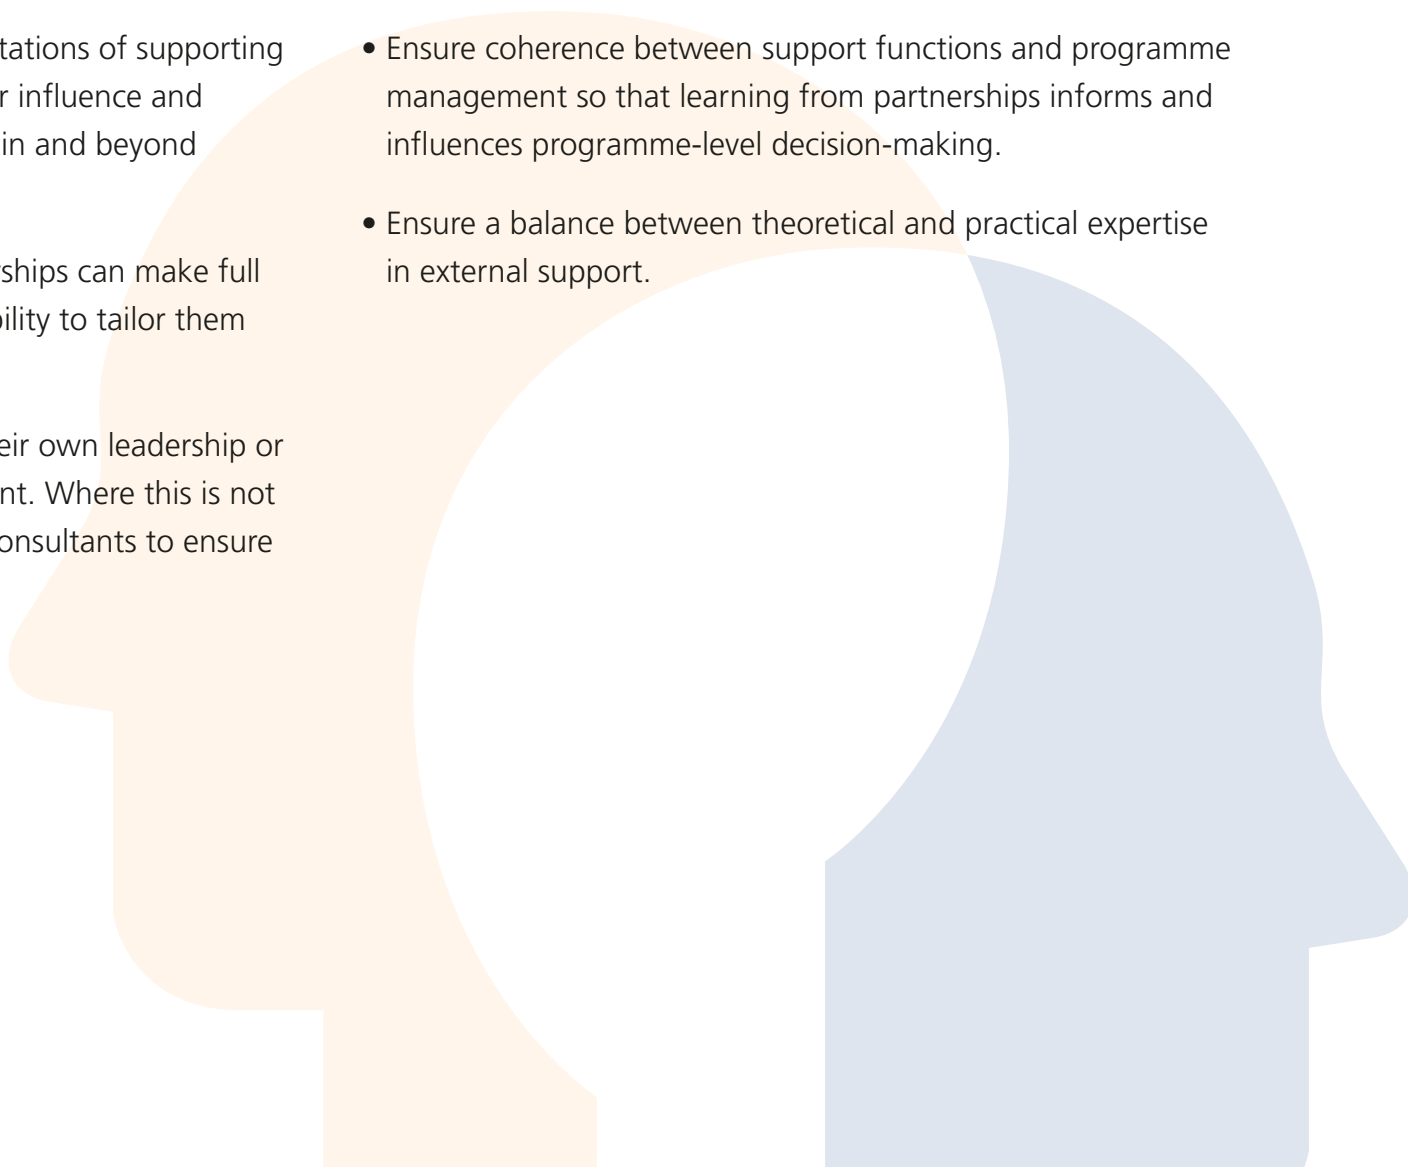 tations of supporting
r influence and
in and beyond
ships can make full
ility to tailor them
eir own leadership or
nt. Where this is not
onsultants to ensure
• Ensure coherence between support functions and programme
management so that learning from partnerships informs and
influences programme-level decision-making.
• Ensure a balance between theoretical and practical expertise
in external support.